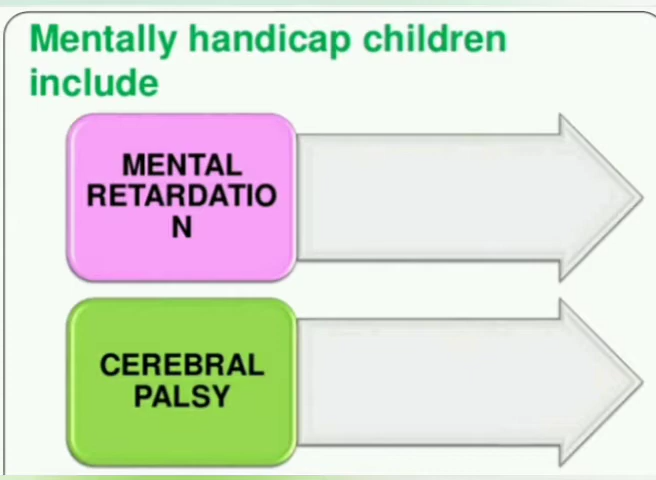 Mentally handicap children
include
MENTAL
RETARDATIO
N
CEREBRAL
PALSY